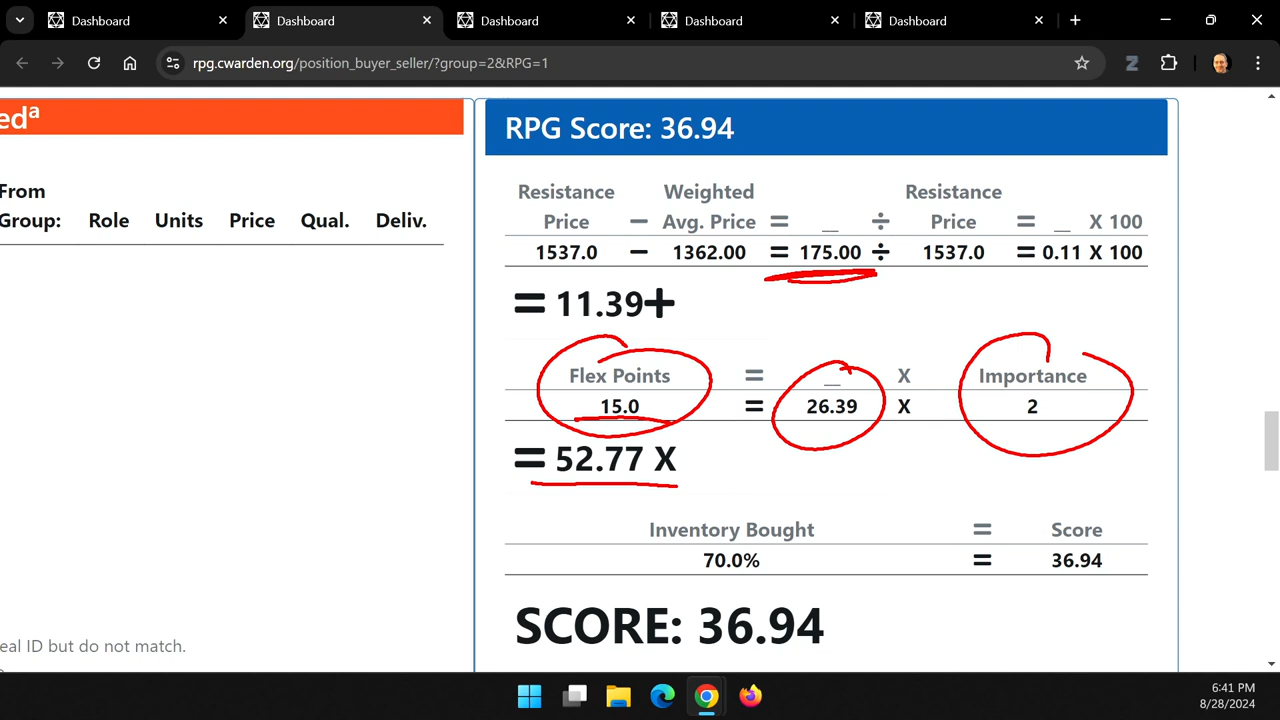 Dashboard
Dashboard
Dashboard
Dashboard
Dashboard
rpg.cwarden.org/position_buyer_seller/?group=2&RPG=1
edᵃ
From
Group: Role Units Price Qual. Deliv.
eal ID but do not match.
RPG Score: 36.94
Resistance Weighted Resistance
Price − Avg. Price = __ ÷ Price = __ X 100
1537.0 − 1362.00 = 175.00 ÷ 1537.0 = 0.11 X 100
= 11.39+
Flex Points = __ X Importance
15.0 = 26.39 X 2
= 52.77 X
Inventory Bought = Score
70.0% = 36.94
SCORE: 36.94
6:41 PM
8/28/2024